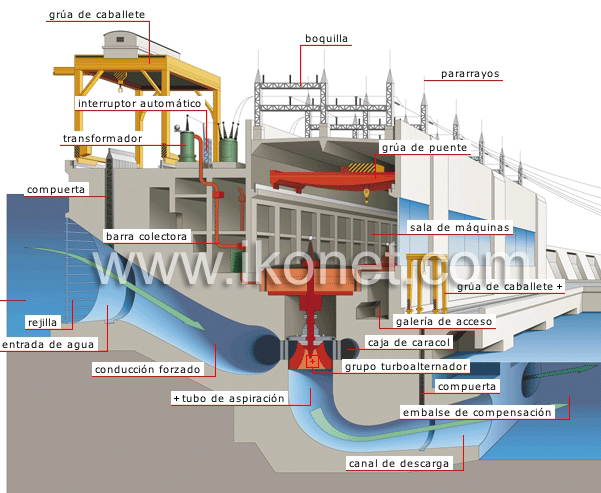 grúa de caballete
boquilla
pararrayos
interruptor automático
transformador
grúa de puente
compuerta
barra colectora
sala de máquinas
www.ikonet.com
grúa de caballete +
rejilla
galería de acceso
entrada de agua
caja de caracol
conducción forzado
grupo turboalternador
compuerta
+ tubo de aspiración
embalse de compensación
canal de descarga